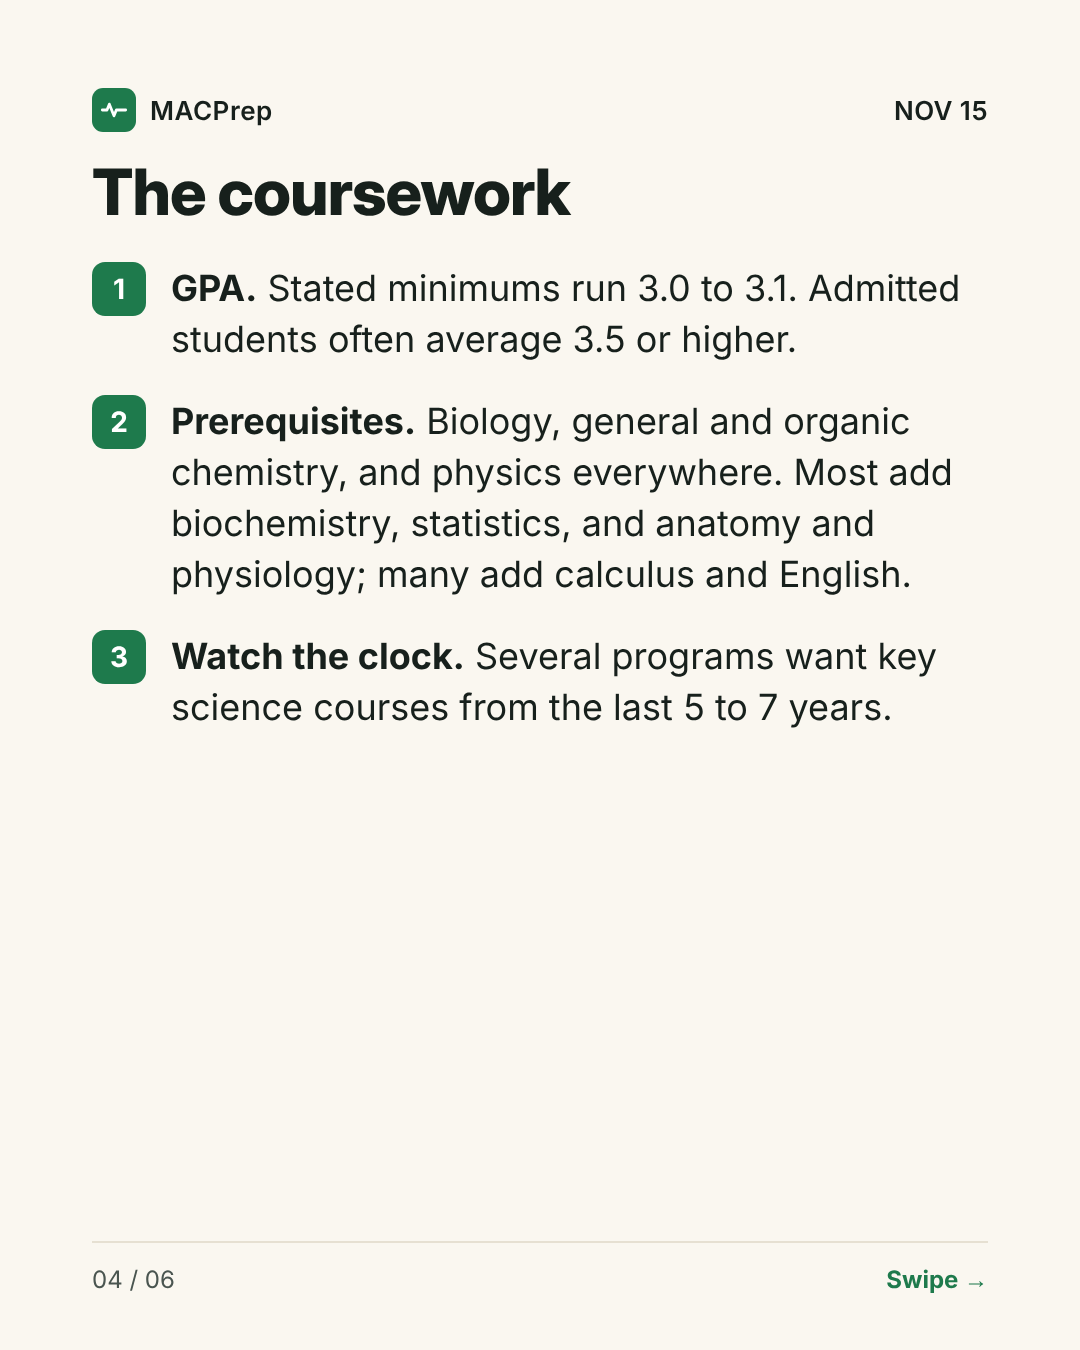 MACPrep
NOV 15
The coursework
1 GPA. Stated minimums run 3.0 to 3.1. Admitted
students often average 3.5 or higher.
2 Prerequisites. Biology, general and organic
chemistry, and physics everywhere. Most add
biochemistry, statistics, and anatomy and
physiology; many add calculus and English.
3 Watch the clock. Several programs want key
science courses from the last 5 to 7 years.
04 / 06
Swipe →